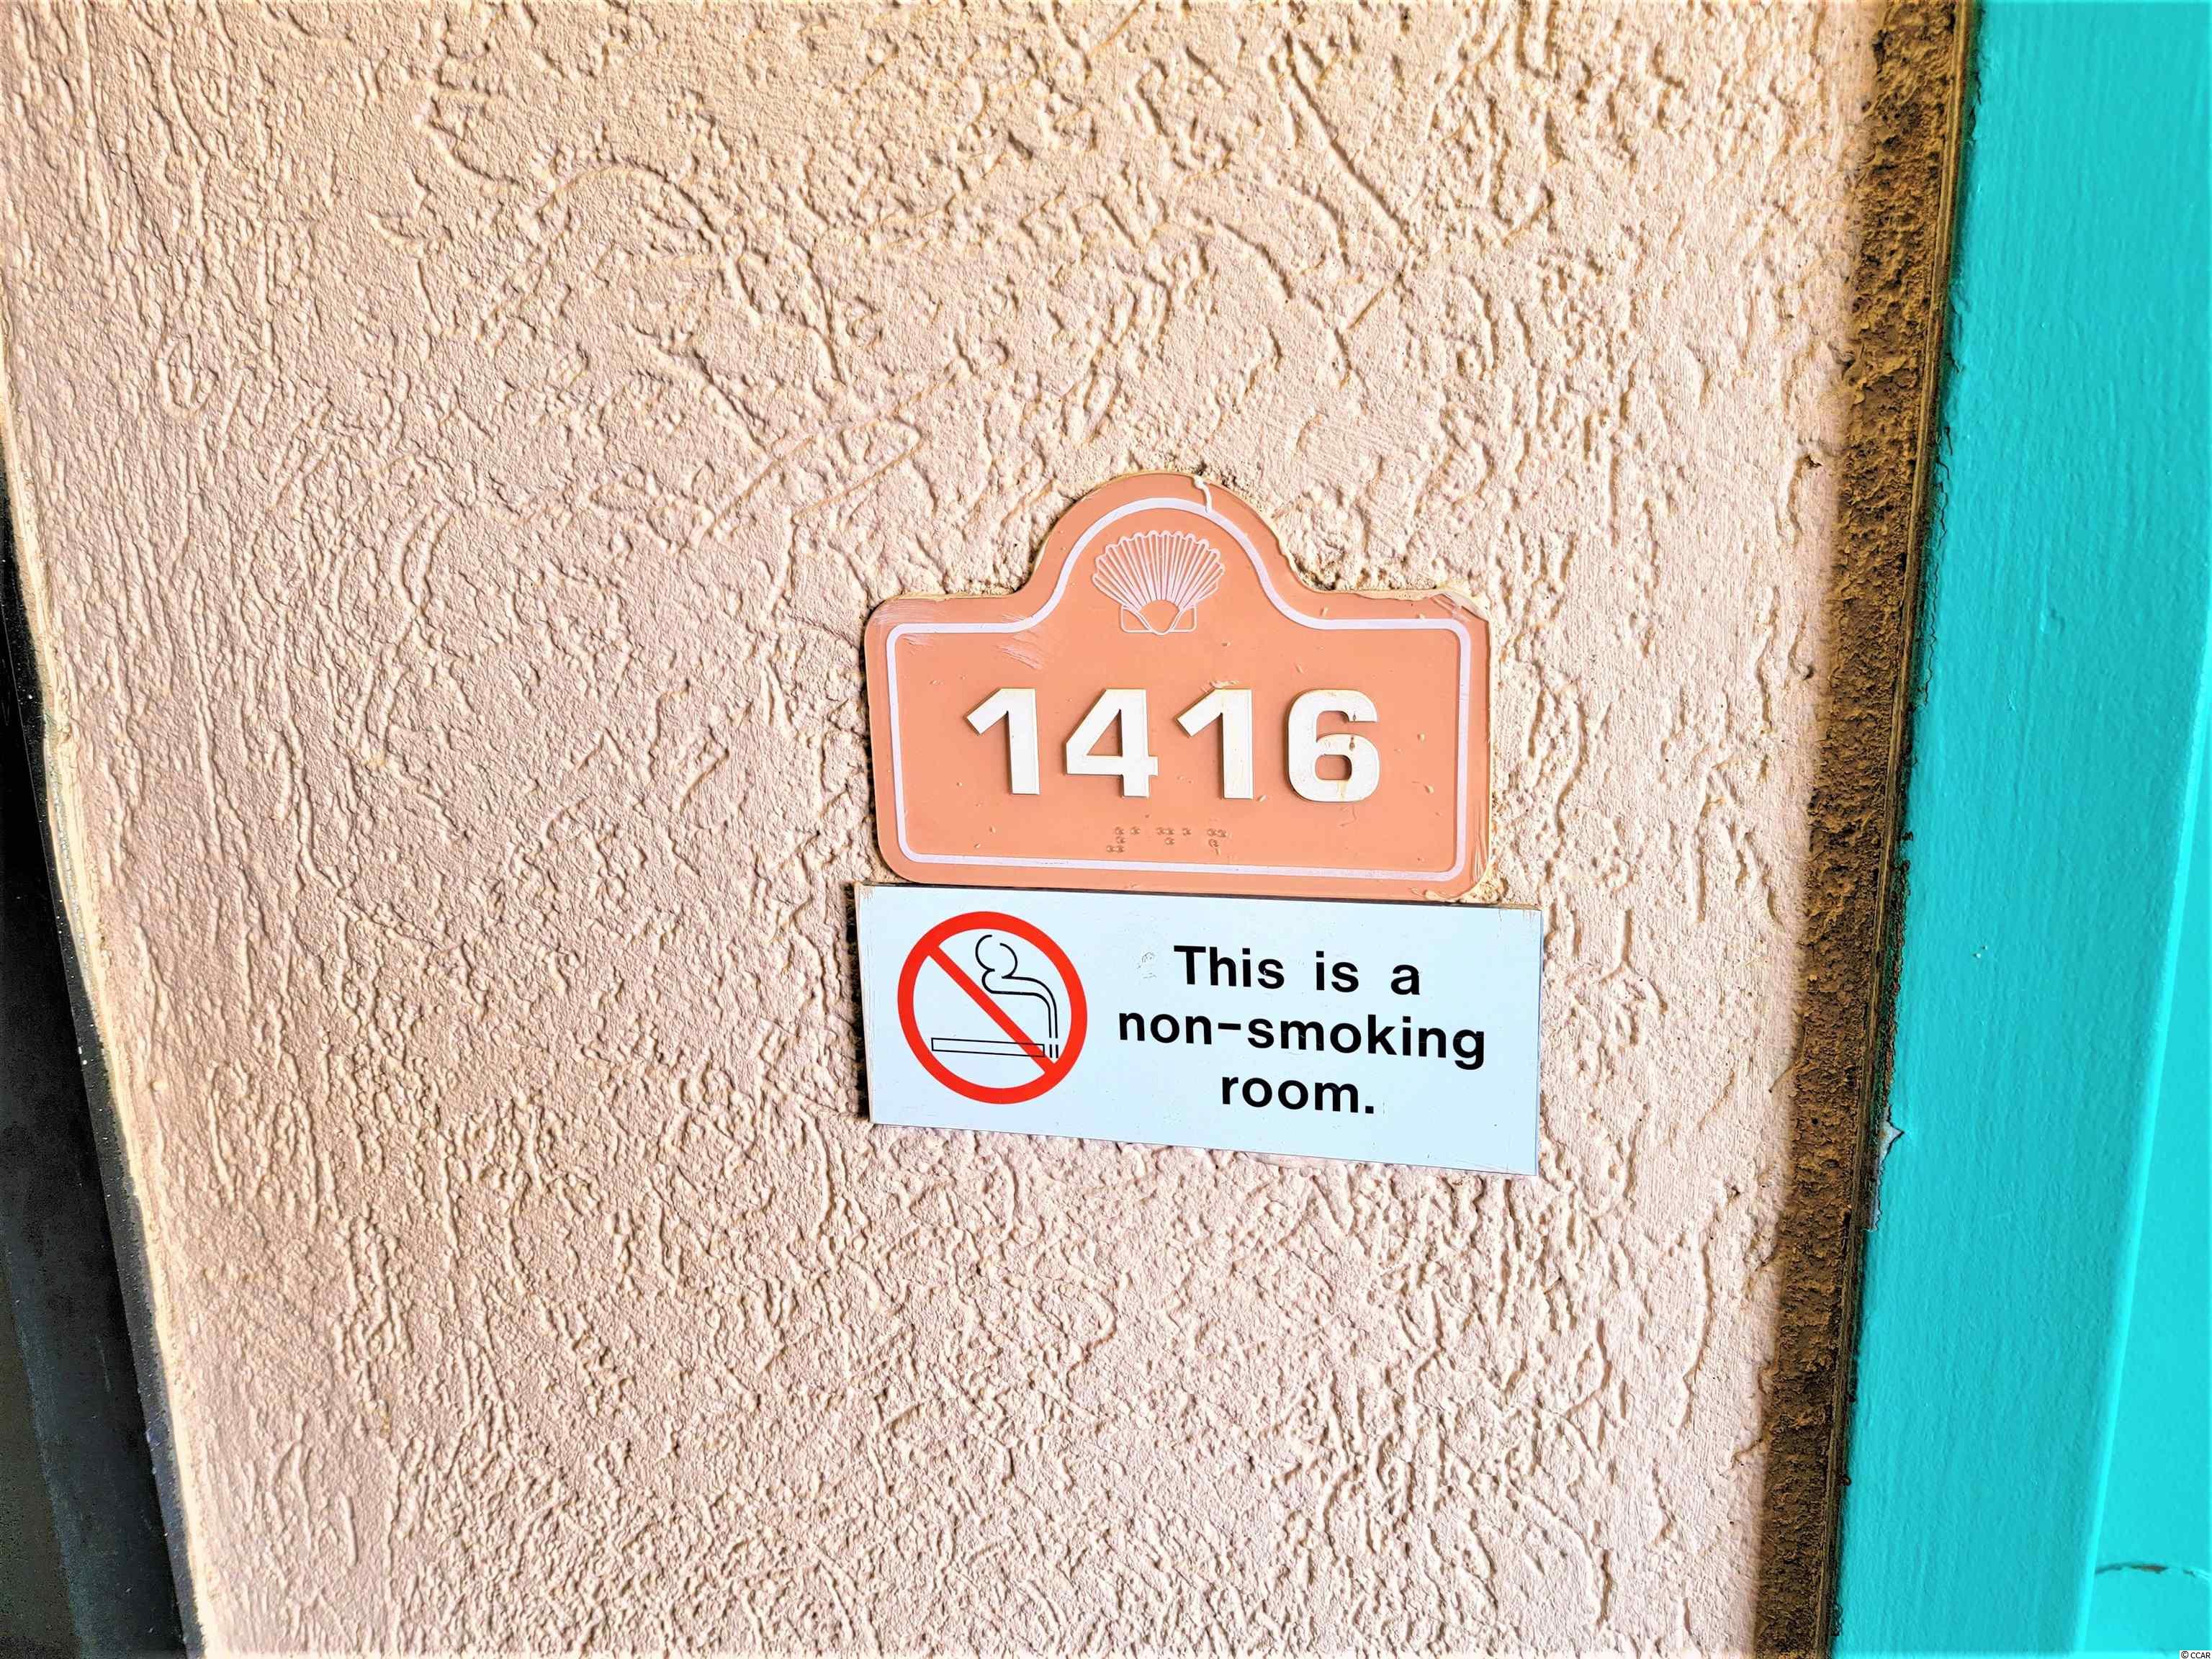 1416
This is a
non-smoking
room.
© CCAR